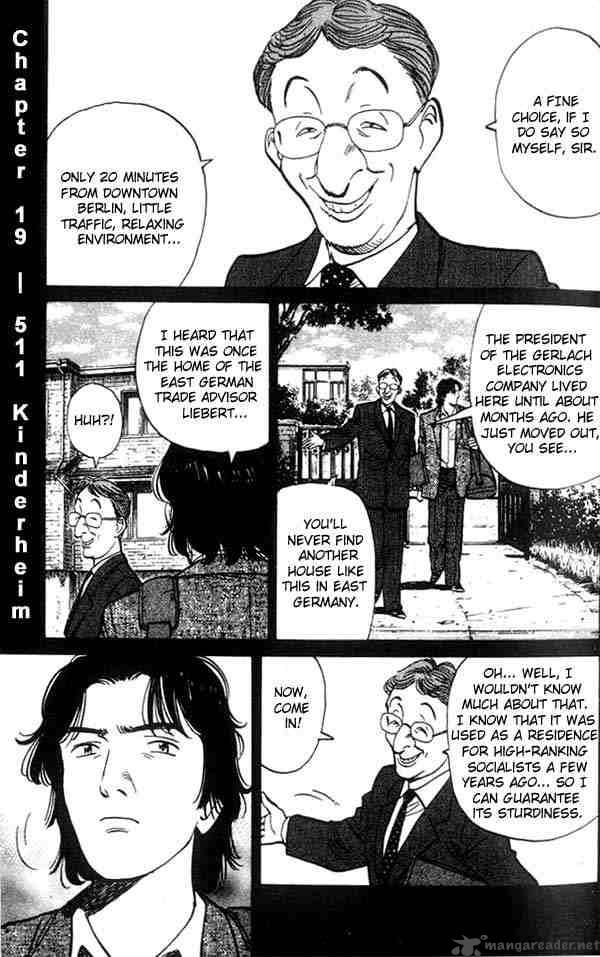 Chapter 19 | 511 Kinderheim
A FINE
CHOICE, IF I
DO SAY SO
MYSELF, SIR.
ONLY 20 MINUTES
FROM DOWNTOWN
BERLIN, LITTLE
TRAFFIC, RELAXING
ENVIRONMENT...
THE PRESIDENT
OF THE GERLACH
ELECTRONICS
COMPANY LIVED
HERE UNTIL ABOUT
MONTHS AGO. HE
JUST MOVED OUT,
YOU SEE...
YOU'LL
NEVER FIND
ANOTHER
HOUSE LIKE
THIS IN EAST
GERMANY.
I HEARD THAT
THIS WAS ONCE
THE HOME OF THE
EAST GERMAN
TRADE ADVISOR
LIEBERT...
HUH?!
OH... WELL, I
WOULDN'T KNOW
MUCH ABOUT THAT.
I KNOW THAT IT WAS
USED AS A RESIDENCE
FOR HIGH-RANKING
SOCIALISTS A FEW
YEARS AGO... SO I
CAN GUARANTEE
ITS STURDINESS.
NOW,
COME
IN!
mangareader.net